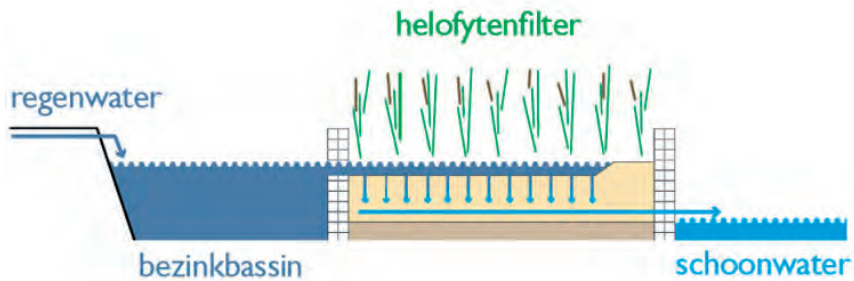 helofytenfilter
regenwater
bezinkbassin
schoonwater